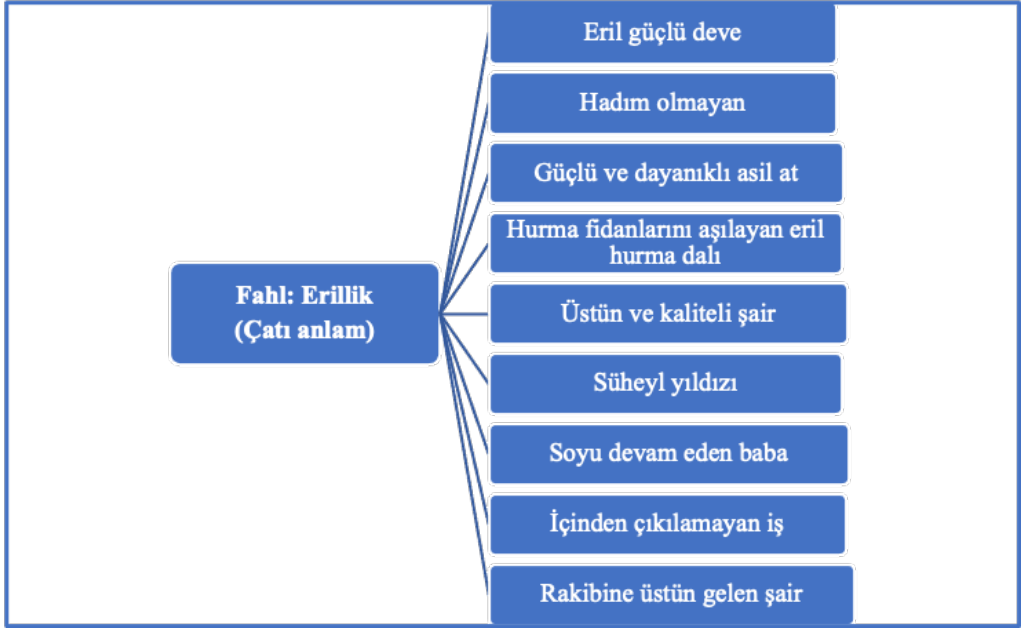 Eril güçlü deve
Hadım olmayan
Güçlü ve dayanıklı asil at
Hurma fidanlarını aşılayan eril
hurma dalı
Fahl: Erillik
(Çatı anlam)
Üstün ve kaliteli şair
Süheyl yıldızı
Soyu devam eden baba
İçinden çıkılamayan iş
Rakibine üstün gelen şair